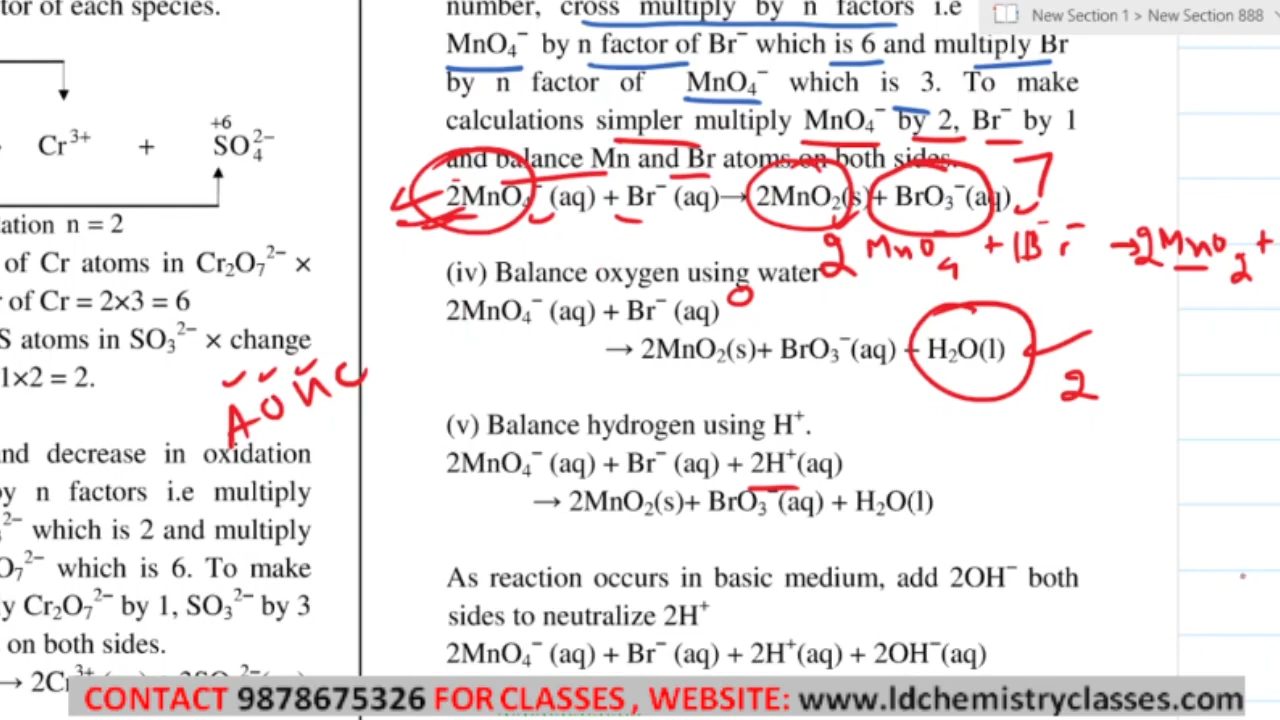 tor of each species.
Cr³⁺ + SO₄²⁻
+6
ation n = 2
of Cr atoms in Cr₂O₇²⁻ ×
r of Cr = 2×3 = 6
S atoms in SO₃²⁻ × change
1×2 = 2.
A O N C
nd decrease in oxidation
y n factors i.e multiply
²⁻ which is 2 and multiply
O₇²⁻ which is 6. To make
y Cr₂O₇²⁻ by 1, SO₃²⁻ by 3
on both sides.
→ 2Cr³⁺
number, cross multiply by n factors i.e
MnO₄⁻ by n factor of Br⁻ which is 6 and multiply Br
by n factor of MnO₄⁻ which is 3. To make
calculations simpler multiply MnO₄⁻ by 2, Br⁻ by 1
and balance Mn and Br atoms on both sides.
2MnO₄⁻ (aq) + Br⁻ (aq)→ 2MnO₂(s)+ BrO₃⁻(aq)
2 MnO₄⁻ + 1Br⁻ → 2MnO₂ +
(iv) Balance oxygen using water
2MnO₄⁻ (aq) + Br⁻ (aq)
→ 2MnO₂(s)+ BrO₃⁻(aq) + H₂O(l)
2
(v) Balance hydrogen using H⁺.
2MnO₄⁻ (aq) + Br⁻ (aq) + 2H⁺(aq)
→ 2MnO₂(s)+ BrO₃⁻(aq) + H₂O(l)
As reaction occurs in basic medium, add 2OH⁻ both
sides to neutralize 2H⁺
2MnO₄⁻ (aq) + Br⁻ (aq) + 2H⁺(aq) + 2OH⁻(aq)
New Section 1 > New Section 888
CONTACT 9878675326 FOR CLASSES , WEBSITE: www.ldchemistryclasses.com